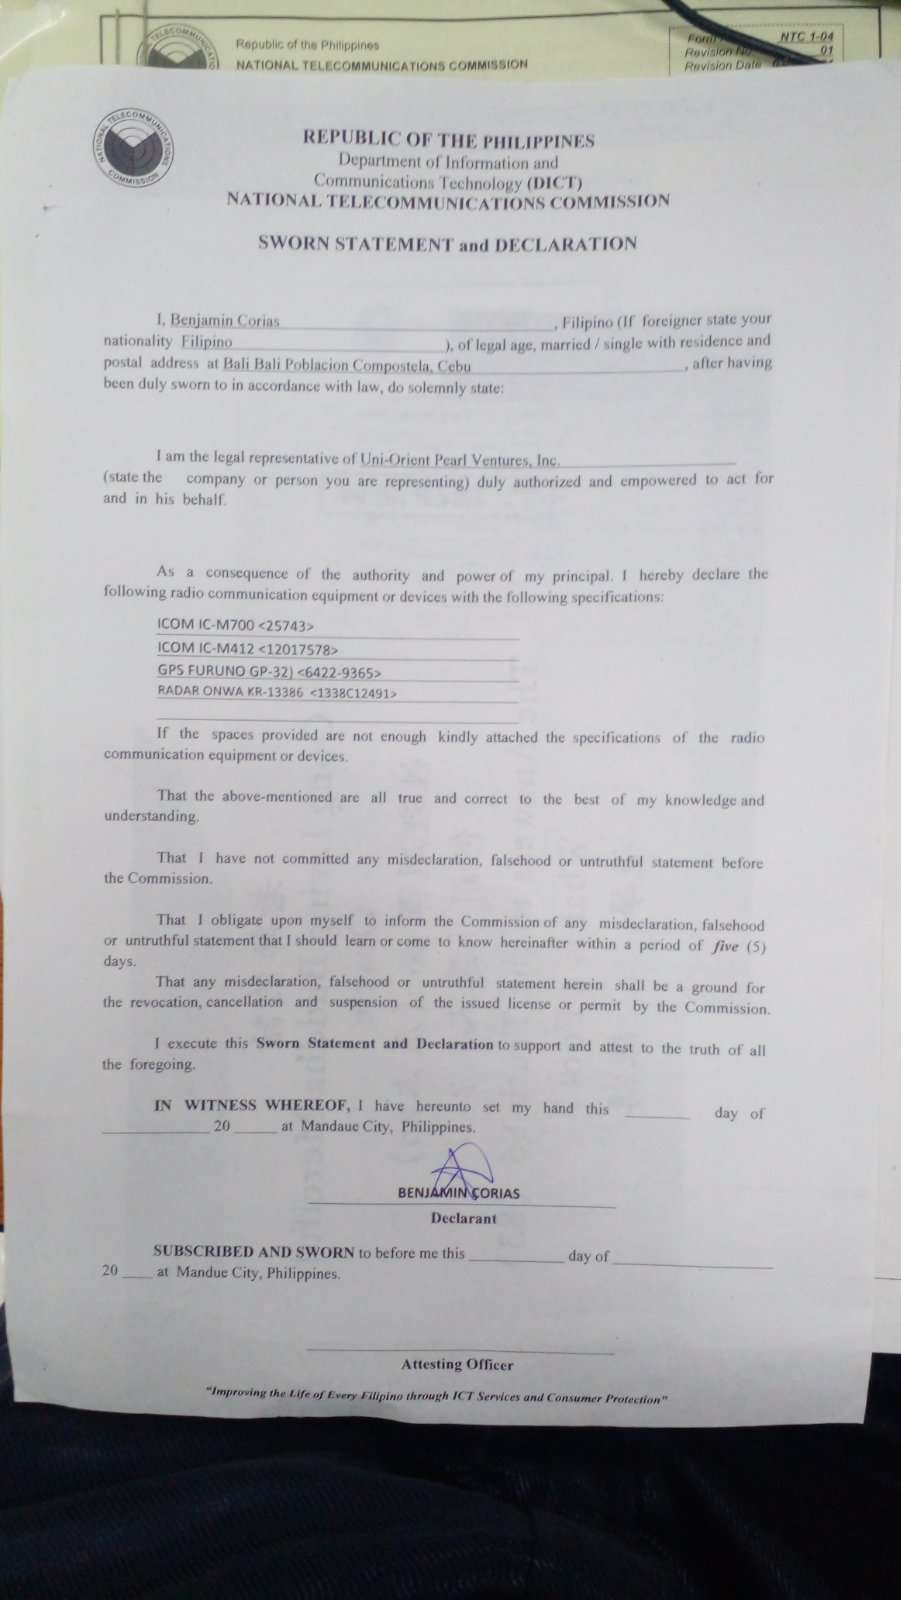 Republic of the Philippines
NATIONAL TELECOMMUNICATIONS COMMISSION
NTC 1-04
Revision No 01
Revision Date
NATIONAL TELECOMMUNICATIONS COMMISSION
REPUBLIC OF THE PHILIPPINES
Department of Information and
Communications Technology (DICT)
NATIONAL TELECOMMUNICATIONS COMMISSION
SWORN STATEMENT and DECLARATION
I, Benjamin Corias, Filipino (If foreigner state your
nationality Filipino ), of legal age, married / single with residence and
postal address at Bali Bali Poblacion Compostela, Cebu , after having
been duly sworn to in accordance with law, do solemnly state:
I am the legal representative of Uni-Orient Pearl Ventures, Inc.
(state the company or person you are representing) duly authorized and empowered to act for
and in his behalf.
As a consequence of the authority and power of my principal. I hereby declare the
following radio communication equipment or devices with the following specifications:
ICOM IC-M700 <25743>
ICOM IC-M412 <12017578>
GPS FURUNO GP-32) <6422-9365>
RADAR ONWA KR-13386 <1338C12491>
If the spaces provided are not enough kindly attached the specifications of the radio
communication equipment or devices.
That the above-mentioned are all true and correct to the best of my knowledge and
understanding.
That I have not committed any misdeclaration, falsehood or untruthful statement before
the Commission.
That I obligate upon myself to inform the Commission of any misdeclaration, falsehood
or untruthful statement that I should learn or come to know hereinafter within a period of five (5)
days.
That any misdeclaration, falsehood or untruthful statement herein shall be a ground for
the revocation, cancellation and suspension of the issued license or permit by the Commission.
I execute this Sworn Statement and Declaration to support and attest to the truth of all
the foregoing.
IN WITNESS WHEREOF, I have hereunto set my hand this ________ day of
______________ 20 ______ at Mandaue City, Philippines.
BENJAMIN CORIAS
Declarant
SUBSCRIBED AND SWORN to before me this ____________ day of ____________________
20 ____ at Mandue City, Philippines.
Attesting Officer
"Improving the Life of Every Filipino through ICT Services and Consumer Protection"